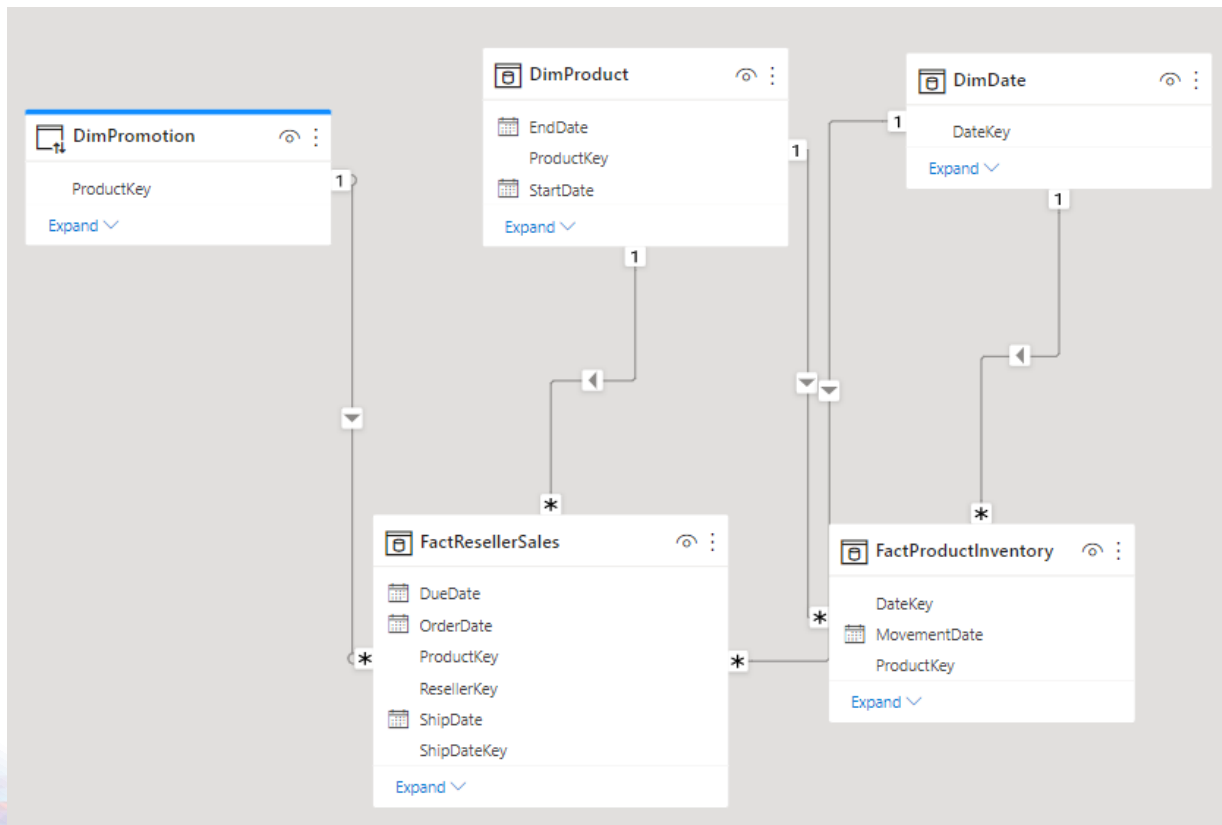 DimPromotion
ProductKey
Expand
1
DimProduct
EndDate
ProductKey
StartDate
Expand
1
1
DimDate
DateKey
Expand
1
1
*
FactResellerSales
DueDate
OrderDate
ProductKey
ResellerKey
ShipDate
ShipDateKey
Expand
*
*
*
*
FactProductInventory
DateKey
MovementDate
ProductKey
Expand